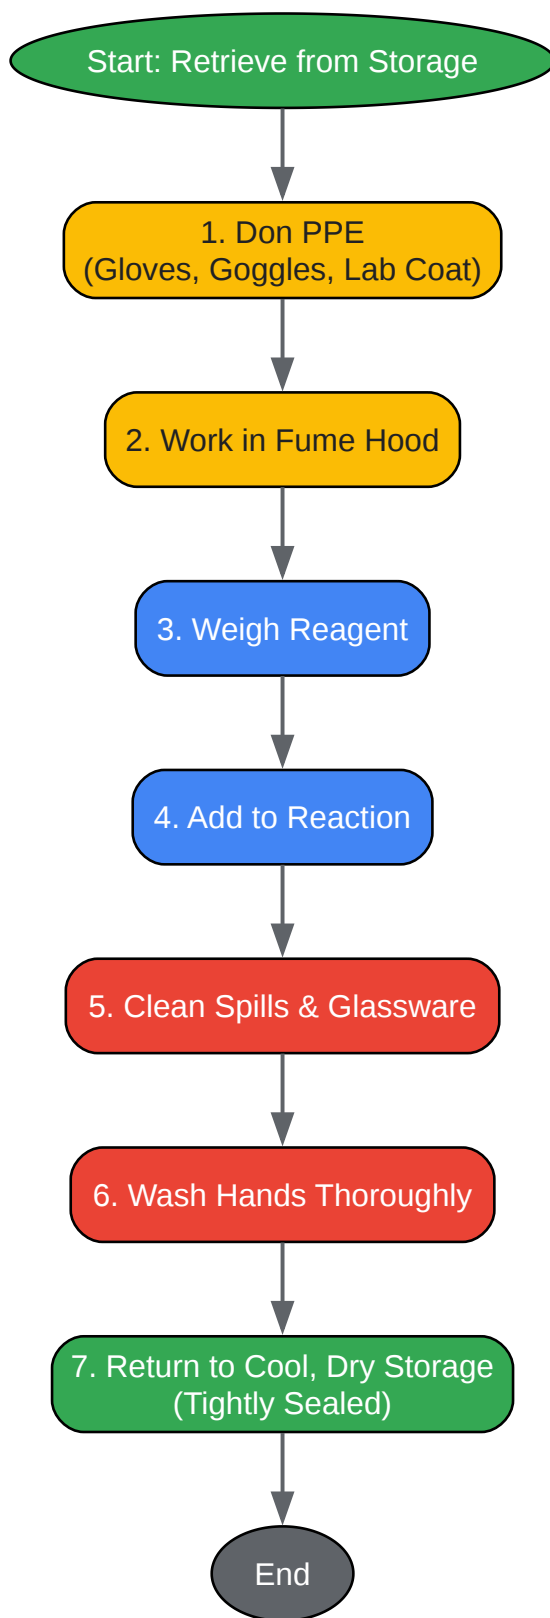 Start: Retrieve from Storage
1. Don PPE
(Gloves, Goggles, Lab Coat)
2. Work in Fume Hood
3. Weigh Reagent
4. Add to Reaction
5. Clean Spills & Glassware
6. Wash Hands Thoroughly
7. Return to Cool, Dry Storage
(Tightly Sealed)
End